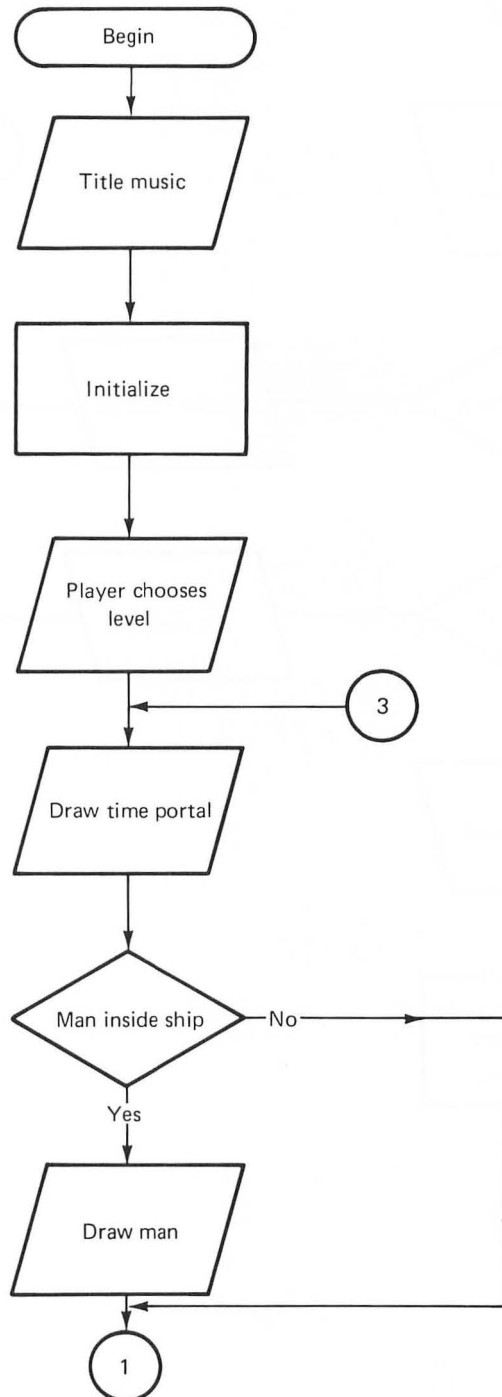 Begin
Title music
Initialize
Player chooses
level
3
Draw time portal
Man inside ship
No
Yes
Draw man
1